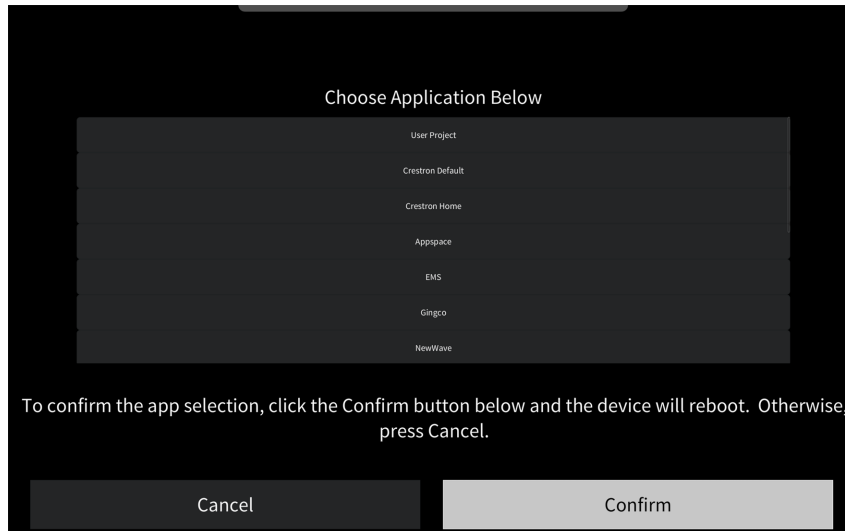 Choose Application Below
User Project
Crestron Default
Crestron Home
Appspace
EMS
Gingco
NewWave
To confirm the app selection, click the Confirm button below and the device will reboot.  Otherwise,
press Cancel.
Cancel
Confirm